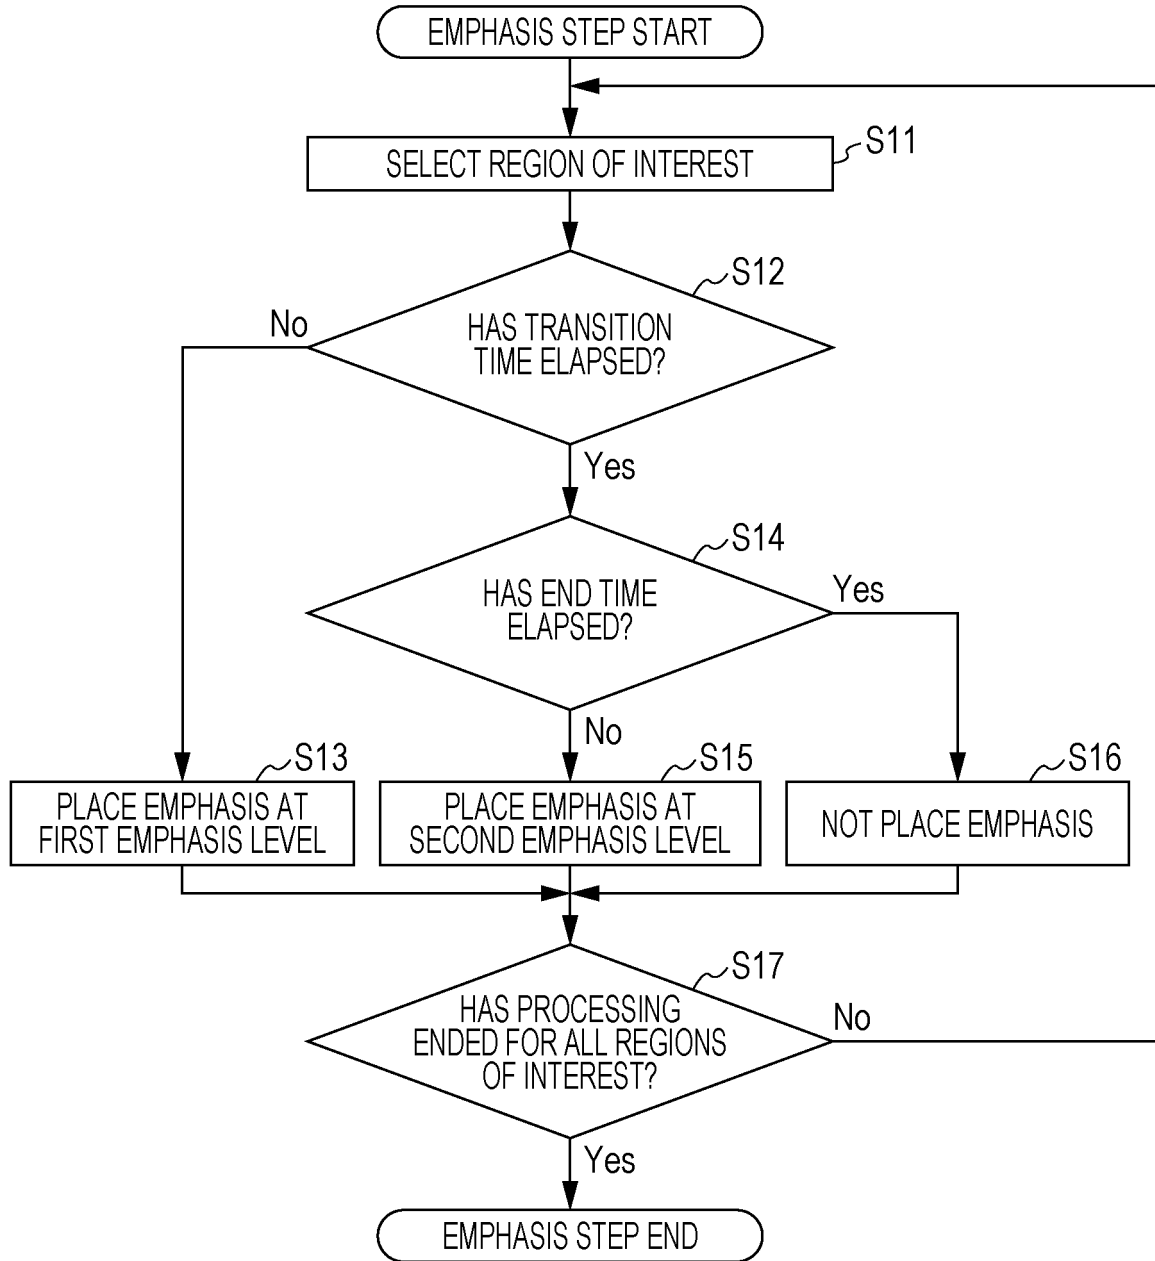 EMPHASIS STEP START
SELECT REGION OF INTEREST
S11
S12
HAS TRANSITION
TIME ELAPSED?
No
Yes
S14
HAS END TIME
ELAPSED?
Yes
No
S13
PLACE EMPHASIS AT
FIRST EMPHASIS LEVEL
S15
PLACE EMPHASIS AT
SECOND EMPHASIS LEVEL
S16
NOT PLACE EMPHASIS
S17
HAS PROCESSING
ENDED FOR ALL REGIONS
OF INTEREST?
No
Yes
EMPHASIS STEP END